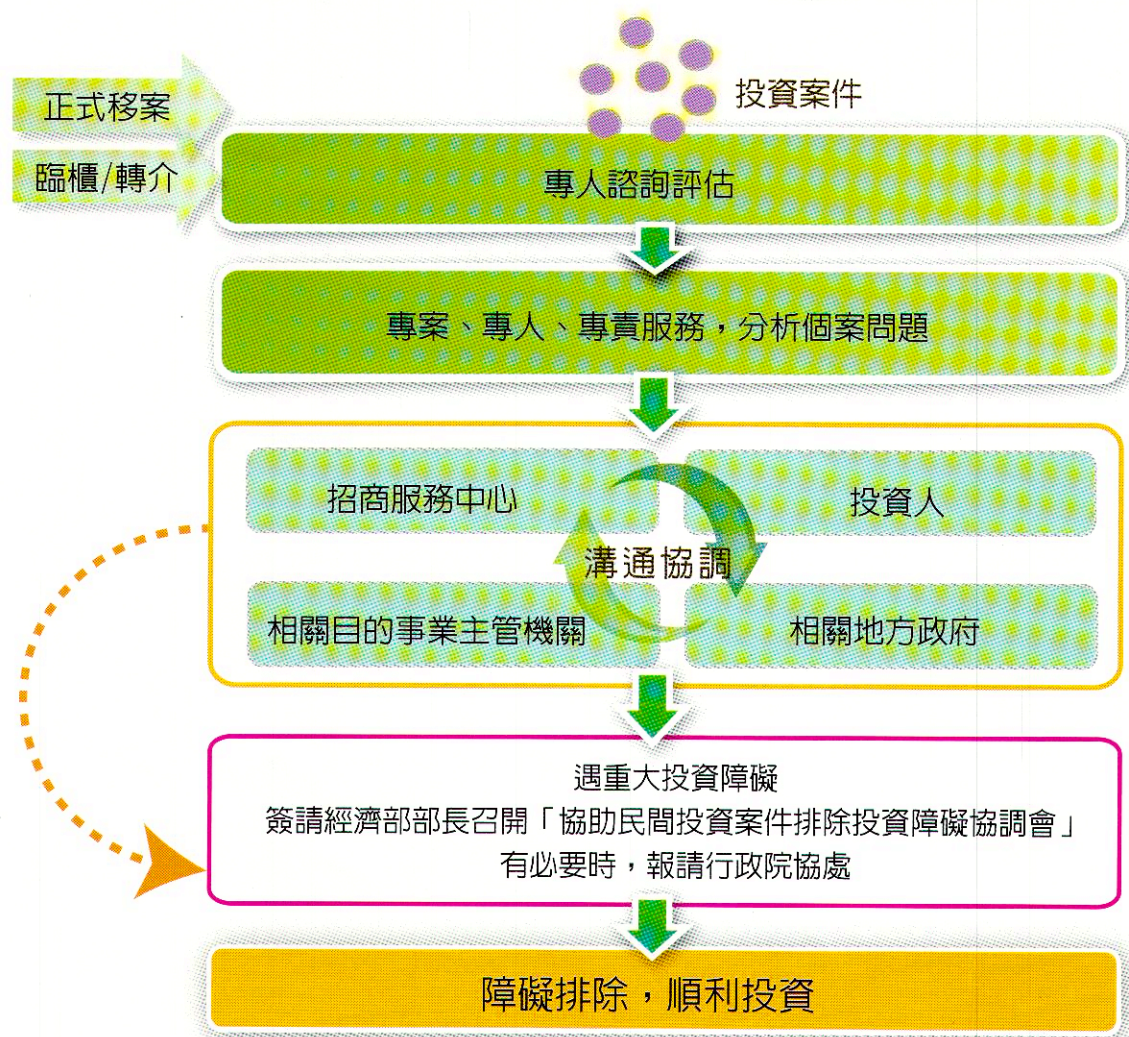 正式移案
投資案件
臨櫃/轉介
專人諮詢評估
專案、專人、專責服務，分析個案問題
招商服務中心
投資人
溝通協調
相關目的事業主管機關
相關地方政府
遇重大投資障礙
簽請經濟部部長召開「協助民間投資案件排除投資障礙協調會」
有必要時，報請行政院協處
障礙排除，順利投資